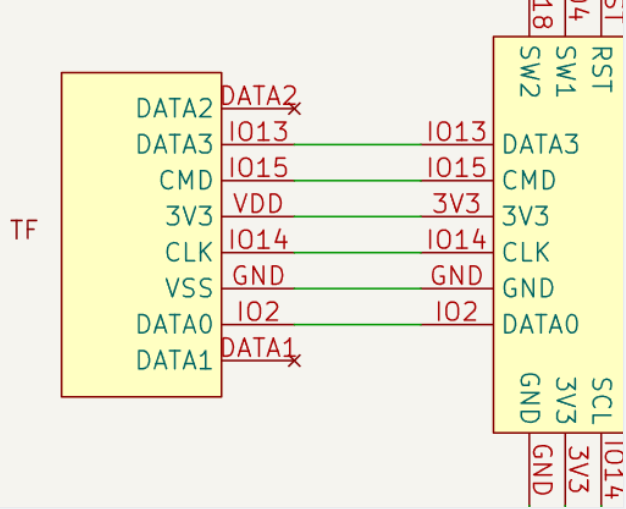 18
04
ST
SW2
SW1
RST
DATA2
DATA2
DATA3
IO13
IO13
DATA3
CMD
IO15
IO15
CMD
TF
3V3
VDD
3V3
3V3
CLK
IO14
IO14
CLK
VSS
GND
GND
GND
DATA0
IO2
IO2
DATA0
DATA1
DATA1
GND
3V3
SCL
GND
3V3
IO14